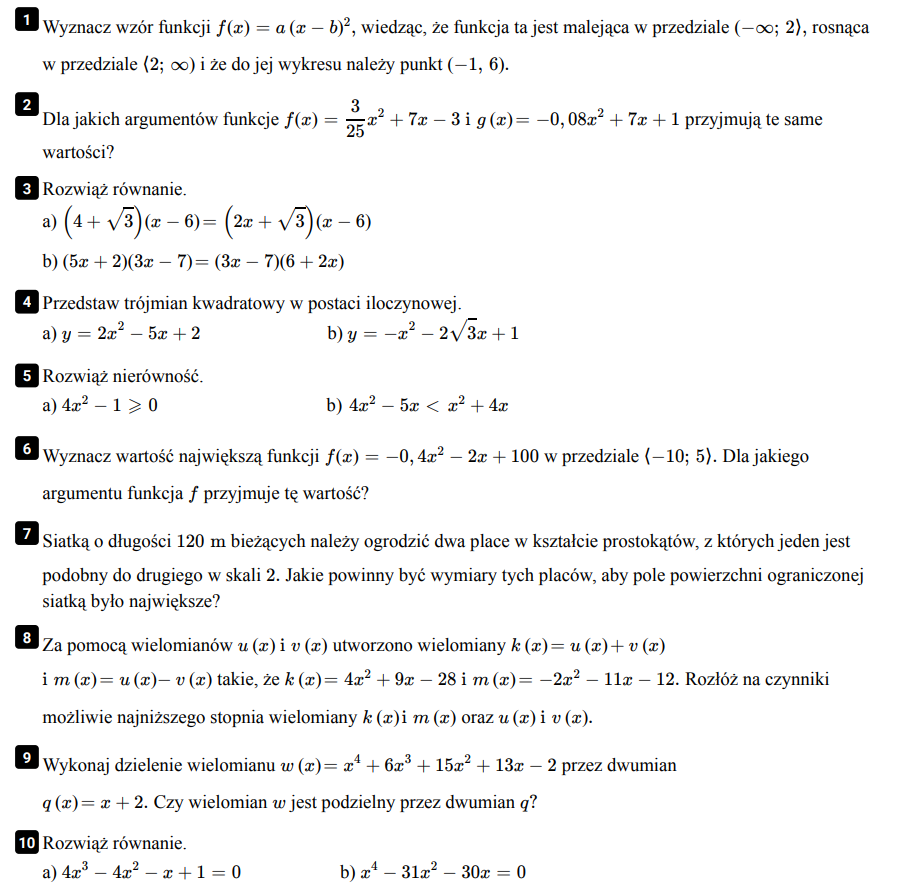 1 Wyznacz wzór funkcji f(x) = a (x − b)², wiedząc, że funkcja ta jest malejąca w przedziale (−∞; 2⟩, rosnąca
w przedziale ⟨2; ∞) i że do jej wykresu należy punkt (−1, 6).
2 Dla jakich argumentów funkcje f(x) = 3/25 x² + 7x − 3 i g (x)= −0,08x² + 7x + 1 przyjmują te same
wartości?
3 Rozwiąż równanie.
a) (4 + √3)(x − 6)= (2x + √3)(x − 6)
b) (5x + 2)(3x − 7)= (3x − 7)(6 + 2x)
4 Przedstaw trójmian kwadratowy w postaci iloczynowej.
a) y = 2x² − 5x + 2 b) y = −x² − 2√3x + 1
5 Rozwiąż nierówność.
a) 4x² − 1 ⩾ 0 b) 4x² − 5x < x² + 4x
6 Wyznacz wartość największą funkcji f(x) = −0,4x² − 2x + 100 w przedziale ⟨−10; 5⟩. Dla jakiego
argumentu funkcja f przyjmuje tę wartość?
7 Siatką o długości 120 m bieżących należy ogrodzić dwa place w kształcie prostokątów, z których jeden jest
podobny do drugiego w skali 2. Jakie powinny być wymiary tych placów, aby pole powierzchni ograniczonej
siatką było największe?
8 Za pomocą wielomianów u (x) i v (x) utworzono wielomiany k (x)= u (x)+ v (x)
i m (x)= u (x)− v (x) takie, że k (x)= 4x² + 9x − 28 i m (x)= −2x² − 11x − 12. Rozłóż na czynniki
możliwie najniższego stopnia wielomiany k (x)i m (x) oraz u (x) i v (x).
9 Wykonaj dzielenie wielomianu w (x)= x⁴ + 6x³ + 15x² + 13x − 2 przez dwumian
q (x)= x + 2. Czy wielomian w jest podzielny przez dwumian q?
10 Rozwiąż równanie.
a) 4x³ − 4x² − x + 1 = 0 b) x⁴ − 31x² − 30x = 0